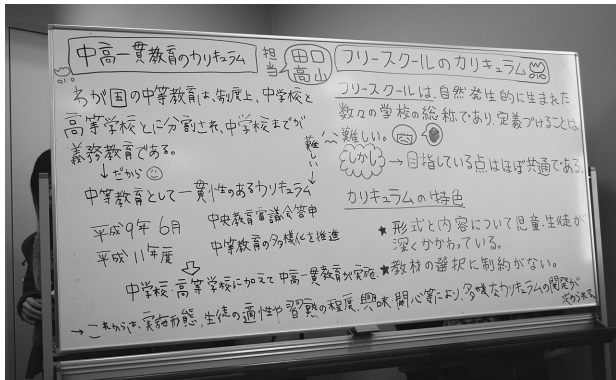 中高一貫教育のカリキュラム
担当
田口
高山
わが国の中等教育は、制度上、中学校と
高等学校とに分割され、中学校までが
義務教育である。
↓だから
難しい
中等教育として一貫性のあるカリキュラム
平成9年6月 中央教育審議会答申
平成11年度 中等教育の多様化を推進
中学校・高等学校に加えて中高一貫教育が実施
→これからは、実施形態、生徒の適性や習熟の程度、興味・関心等により、多様なカリキュラムの開発が
求められる
フリースクールのカリキュラム
フリースクールは、自然発生的に生まれた
数々の学校の総称であり、定義づけることは
難しい。
しかし
→目指している点はほぼ共通である。
カリキュラムの特色
★形式と内容について児童・生徒が
深くかかわっている。
★教材の選択に制約がない。